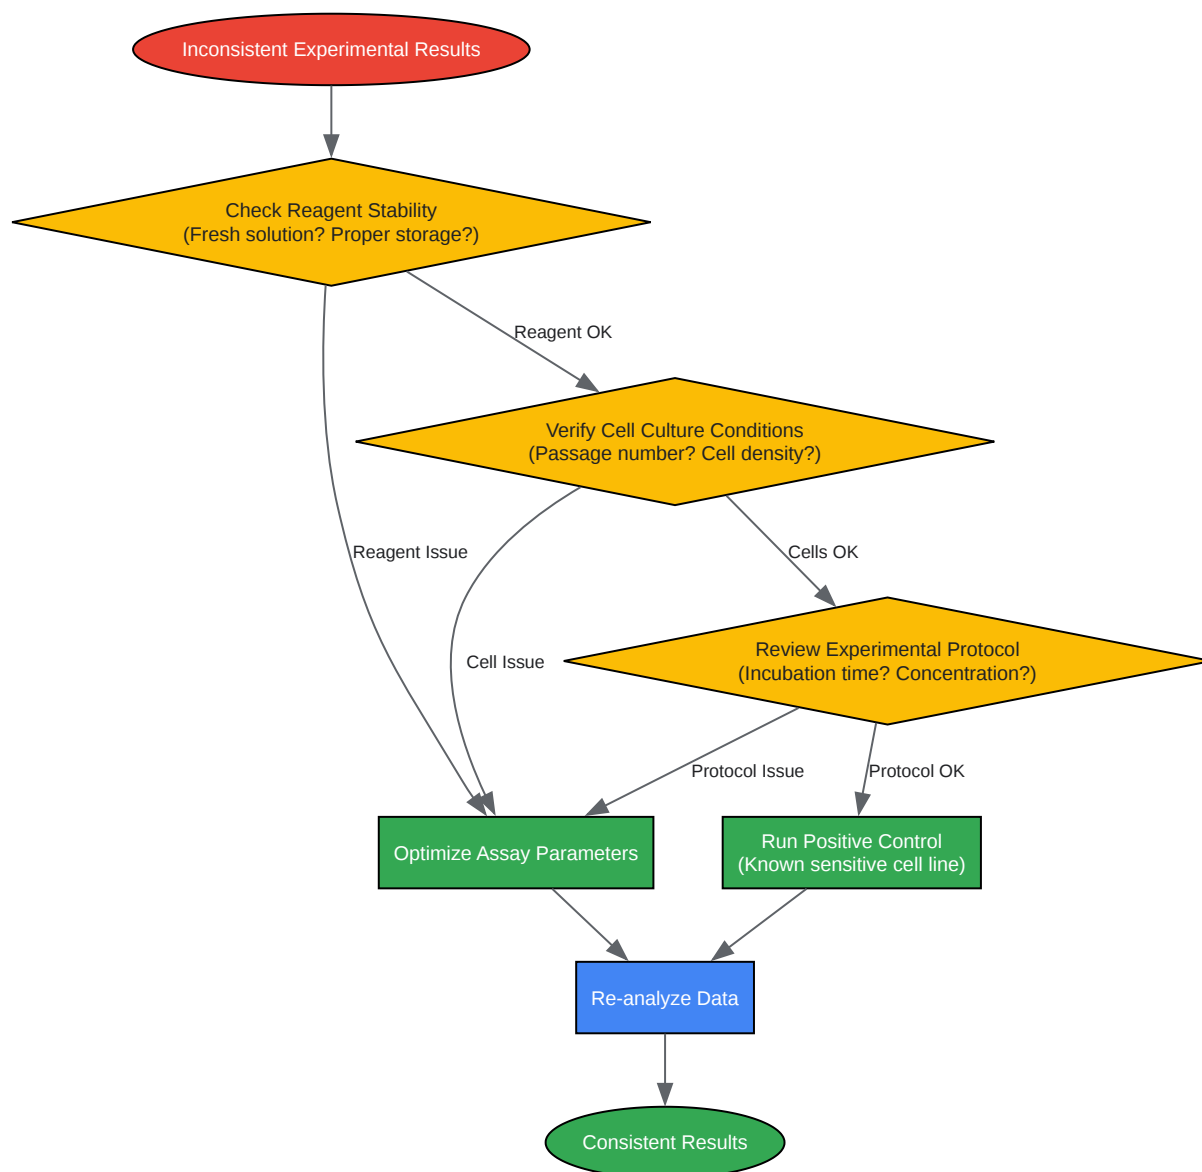 Inconsistent Experimental Results
Check Reagent Stability
(Fresh solution? Proper storage?)
Reagent OK
Verify Cell Culture Conditions
(Passage number? Cell density?)
Reagent Issue
Cells OK
Cell Issue
Review Experimental Protocol
(Incubation time? Concentration?)
Protocol Issue
Protocol OK
Optimize Assay Parameters
Run Positive Control
(Known sensitive cell line)
Re-analyze Data
Consistent Results